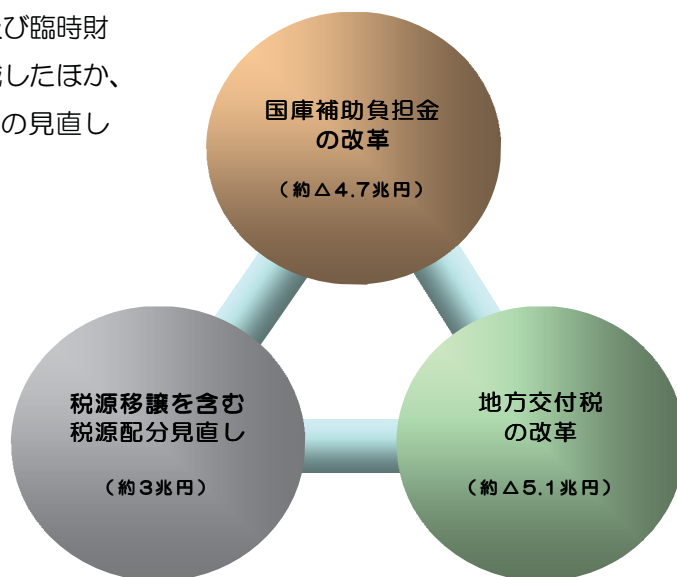 び臨時財
したほか、
の見直し
国庫補助負担金
の改革
（約△4.7兆円）
税源移譲を含む
税源配分見直し
（約3兆円）
地方交付税
の改革
（約△5.1兆円）